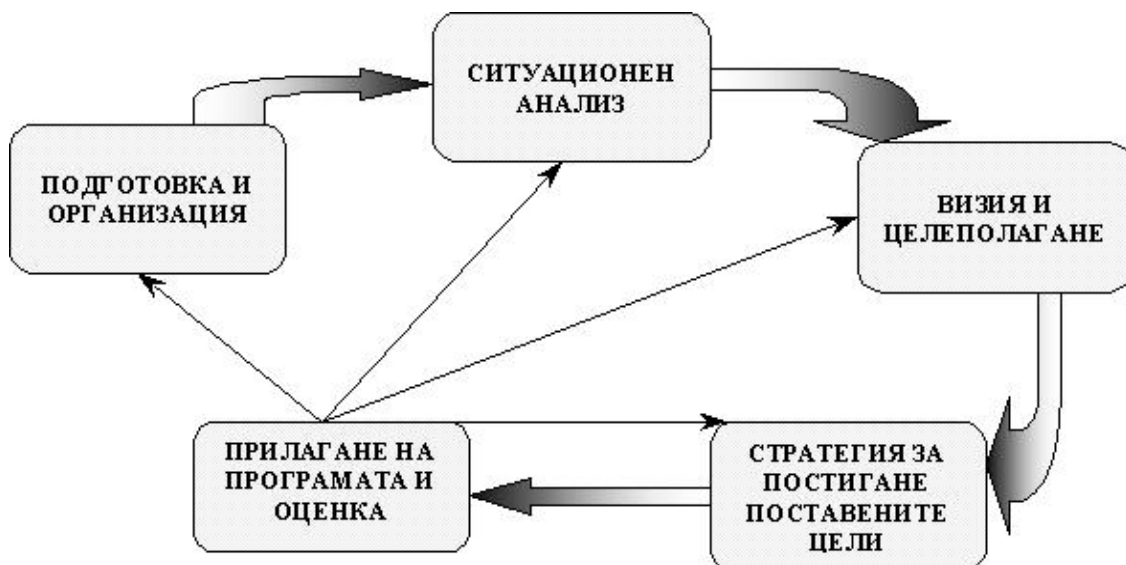 СИТУАЦИОНЕН
АНАЛИЗ
ПОДГОТОВКА И
ОРГАНИЗАЦИЯ
ВИЗИЯ И
ЦЕЛЕПОЛАГАНЕ
ПРИЛАГАНЕ НА
ПРОГРАМАТА И
ОЦЕНКА
СТРАТЕГИЯ ЗА
ПОСТИГАНЕ
ПОСТАВЕНИТЕ
ЦЕЛИ